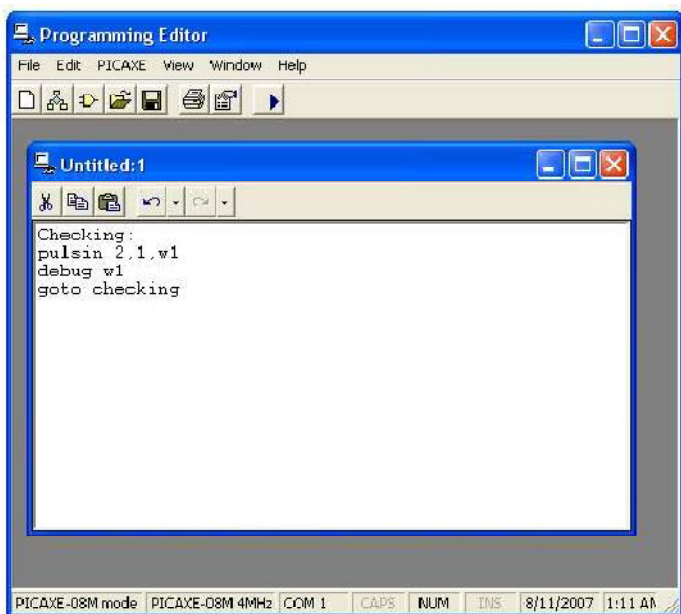 Programming Editor
File Edit PICAXE View Window Help
Untitled:1
Checking:
pulsin 2,1,w1
debug w1
goto checking
PICAXE-08M mode PICAXE-08M 4MHz COM 1 CAPS NUM INS 8/11/2007 1:11 AM